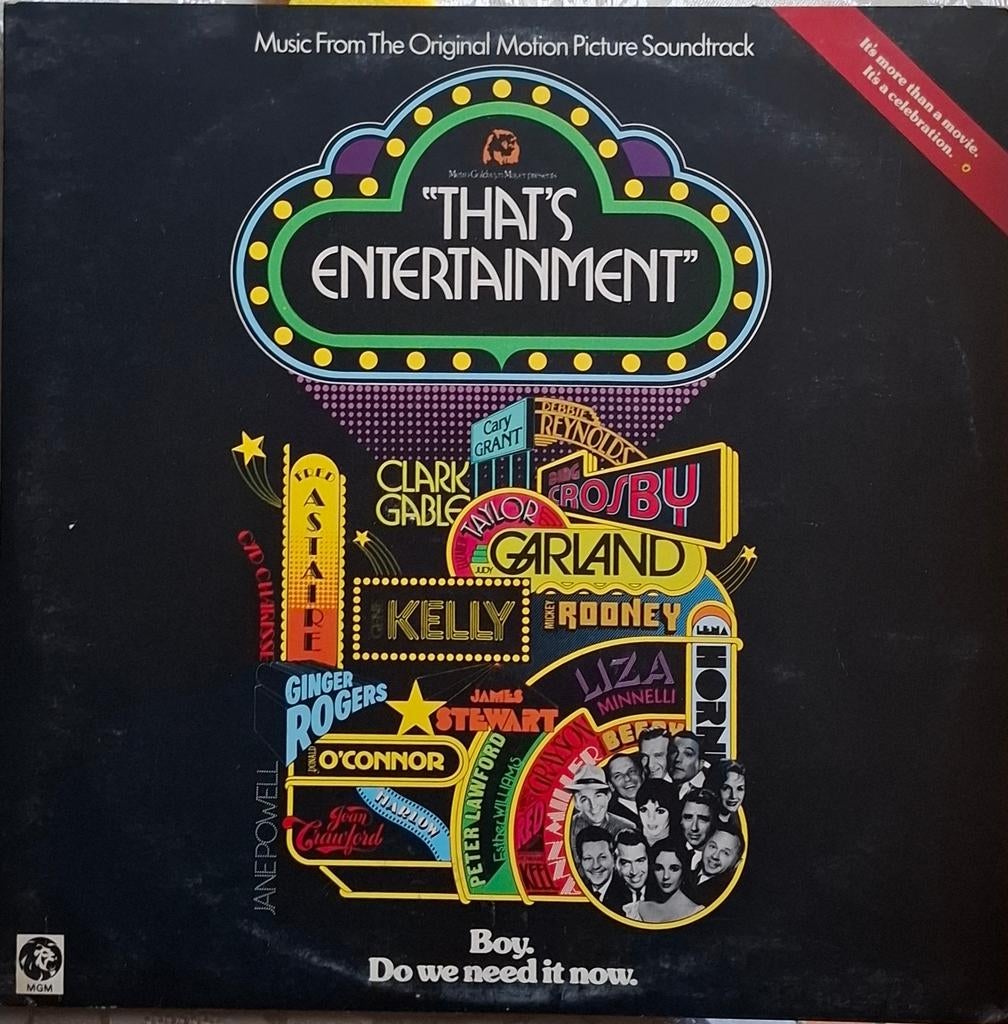 Music From The Original Motion Picture Soundtrack
It's more than a movie.
It's a celebration.
Metro Goldwyn Mayer presents
"THAT'S
ENTERTAINMENT"
Cary
GRANT
DEBBIE
REYNOLDS
CLARK
GABLE
BING
CROSBY
FRED
ASTAIRE
TAYLOR
JUDY
GARLAND
CYD CHARISSE
GENE
KELLY
MICKEY
ROONEY
LENA
HORN
LIZA
MINNELLI
GINGER
ROGERS
JAMES
STEWART
DONALD
O'CONNOR
PETER LAWFORD
Esther WILLIAMS
RED
HARLOW
Joan
Crawford
JANE POWELL
Boy.
Do we need it now.
MGM